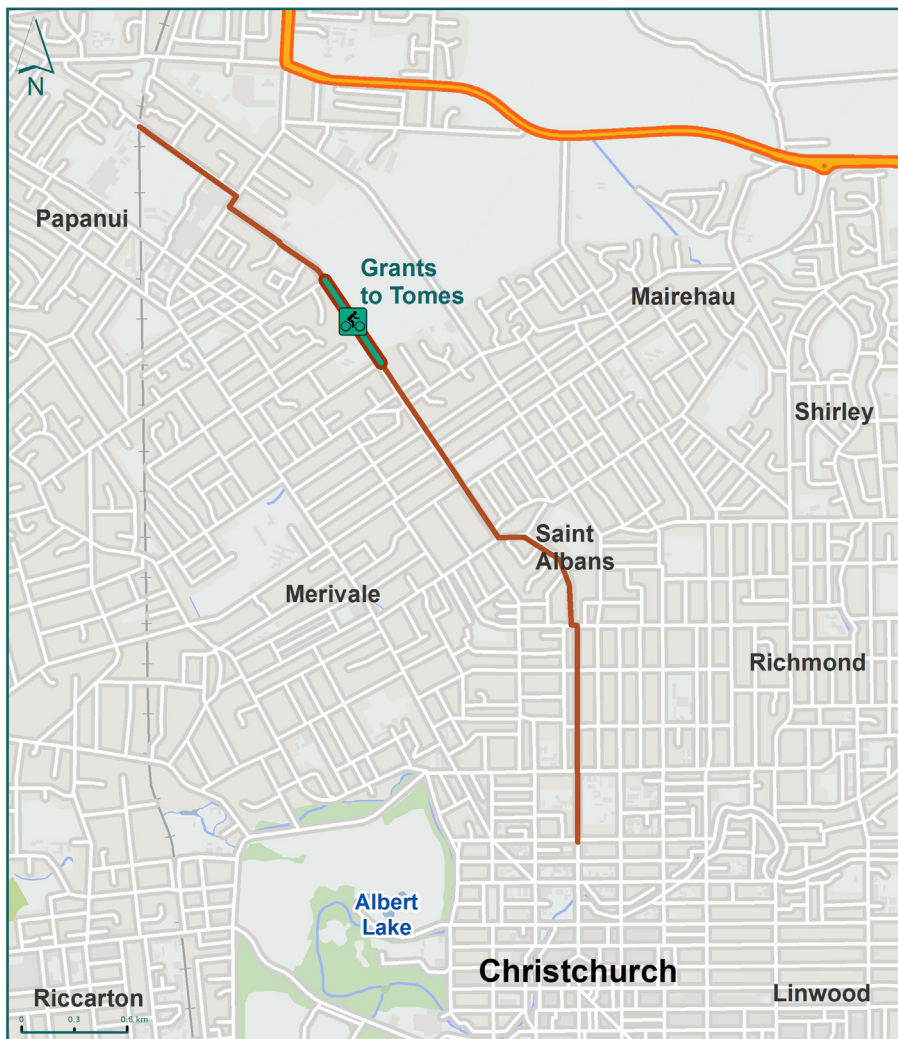 N
Papanui
Grants
to Tomes
Mairehau
Shirley
Saint
Albans
Merivale
Richmond
Albert
Lake
Christchurch
Riccarton
Linwood
0 0.3 0.6 km